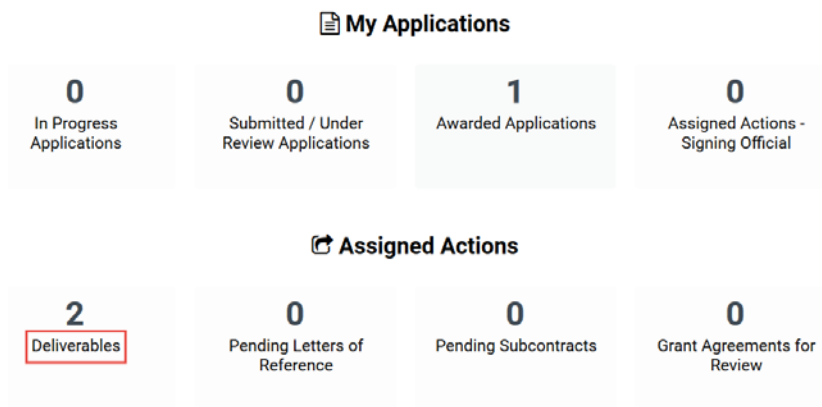 My Applications
0
In Progress
Applications
0
Submitted / Under
Review Applications
1
Awarded Applications
0
Assigned Actions -
Signing Official
Assigned Actions
2
Deliverables
0
Pending Letters of
Reference
0
Pending Subcontracts
0
Grant Agreements for
Review